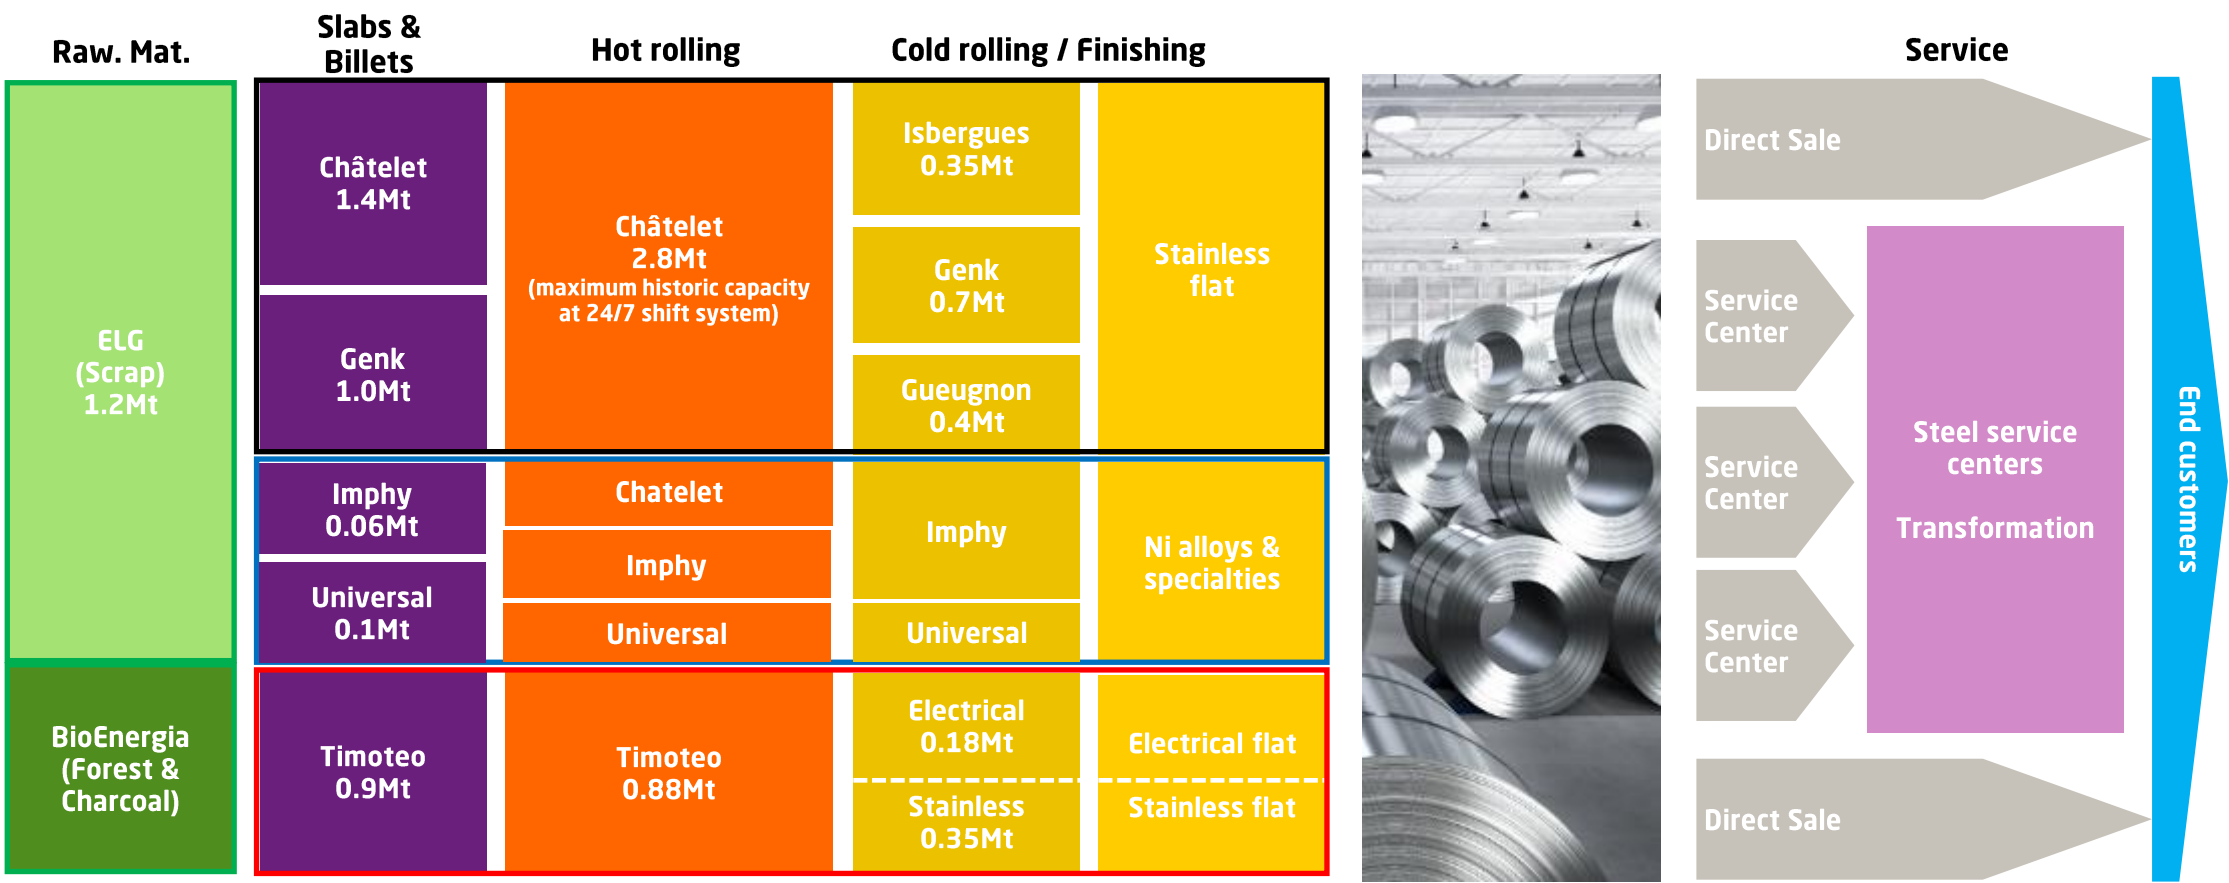 Raw. Mat.
Slabs &
Billets
Hot rolling
Cold rolling / Finishing
Service
ELG
(Scrap)
1.2Mt
BioEnergia
(Forest &
Charcoal)
Châtelet
1.4Mt
Genk
1.0Mt
Châtelet
2.8Mt
(maximum historic capacity
at 24/7 shift system)
Isbergues
0.35Mt
Genk
0.7Mt
Gueugnon
0.4Mt
Stainless
flat
Imphy
0.06Mt
Universal
0.1Mt
Chatelet
Imphy
Universal
Imphy
Universal
Ni alloys &
specialties
Timoteo
0.9Mt
Timoteo
0.88Mt
Electrical
0.18Mt
Stainless
0.35Mt
Electrical flat
Stainless flat
Direct Sale
Service
Center
Service
Center
Service
Center
Direct Sale
Steel service
centers
Transformation
End customers